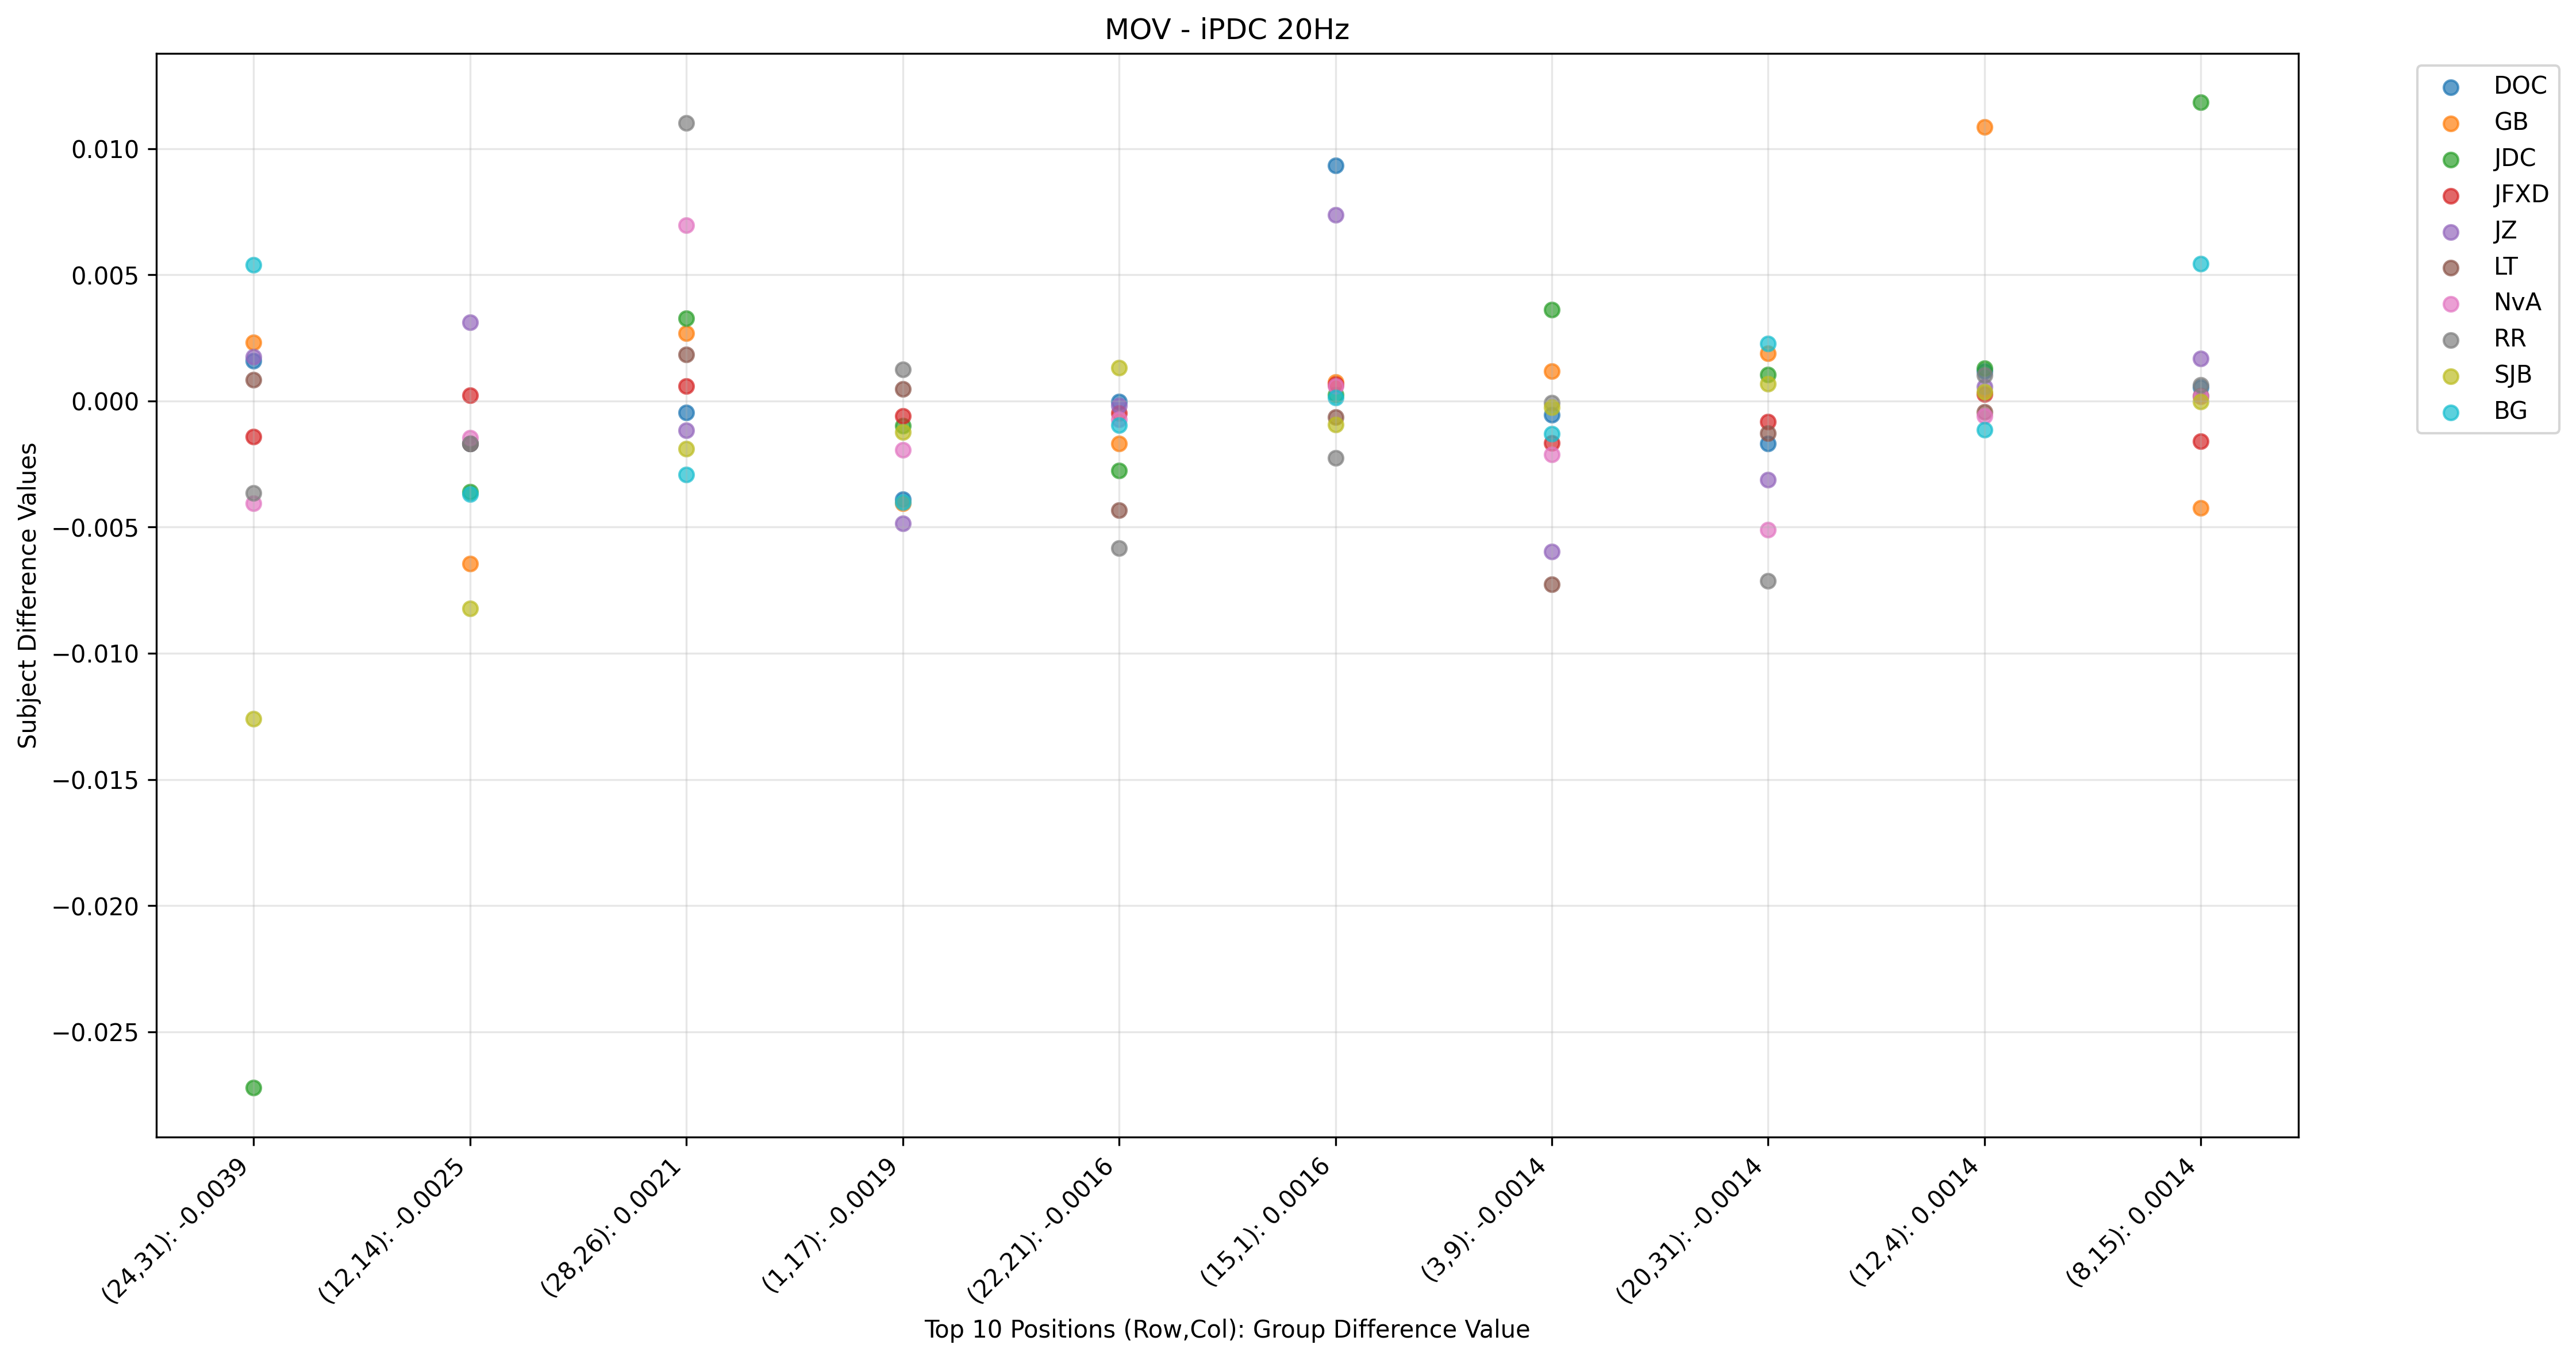 MOV - iPDC 20Hz
Subject Difference Values
0.010
0.005
0.000
−0.005
−0.010
−0.015
−0.020
−0.025
(24,31): -0.0039
(12,14): -0.0025
(28,26): 0.0021
(1,17): -0.0019
(22,21): -0.0016
(15,1): 0.0016
(3,9): -0.0014
(20,31): -0.0014
(12,4): 0.0014
(8,15): 0.0014
Top 10 Positions (Row,Col): Group Difference Value
DOC
GB
JDC
JFXD
JZ
LT
NvA
RR
SJB
BG